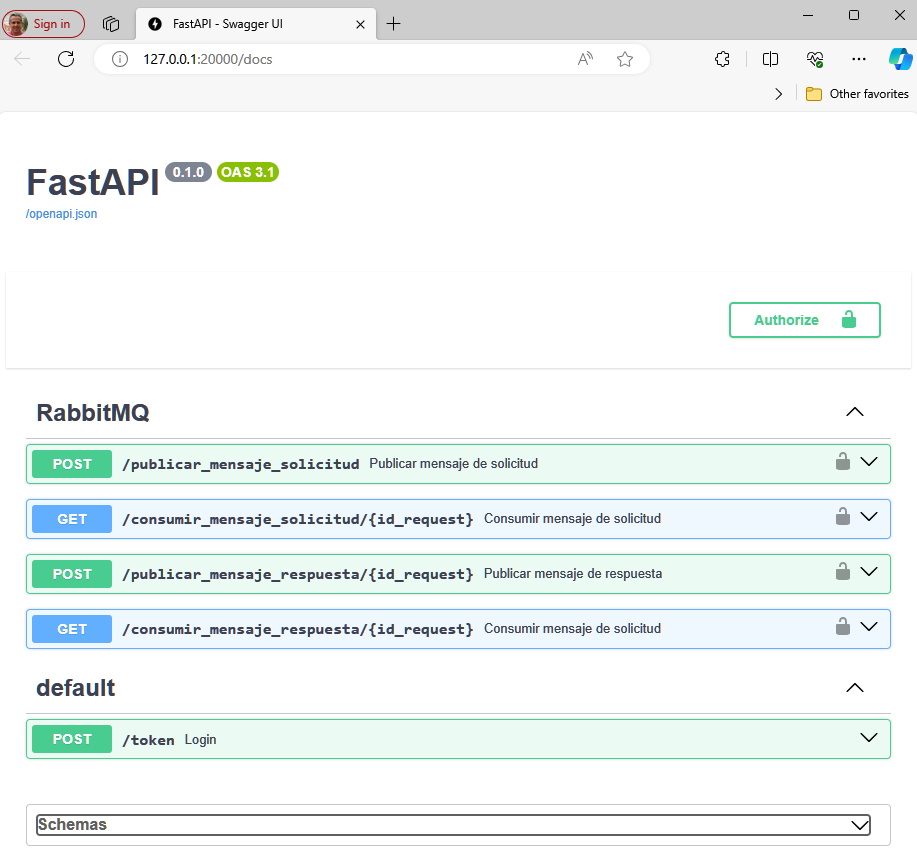 Sign in
FastAPI - Swagger UI
127.0.0.1:20000/docs
Other favorites
FastAPI 0.1.0 OAS 3.1
/openapi.json
Authorize
RabbitMQ
POST /publicar_mensaje_solicitud Publicar mensaje de solicitud
GET /consumir_mensaje_solicitud/{id_request} Consumir mensaje de solicitud
POST /publicar_mensaje_respuesta/{id_request} Publicar mensaje de respuesta
GET /consumir_mensaje_respuesta/{id_request} Consumir mensaje de solicitud
default
POST /token Login
Schemas